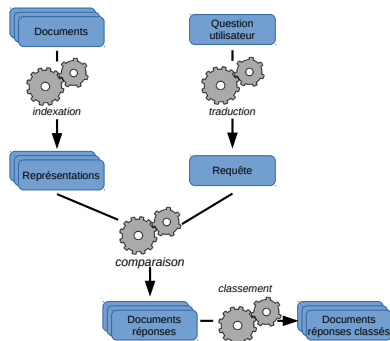 Documents
Question
utilisateur
indexation
traduction
Représentations
Requête
comparaison
classement
Documents
réponses
Documents
réponses classés